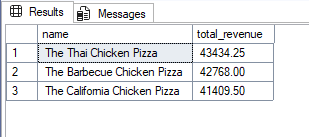 Results Messages
name total_revenue
1 The Thai Chicken Pizza 43434.25
2 The Barbecue Chicken Pizza 42768.00
3 The California Chicken Pizza 41409.50